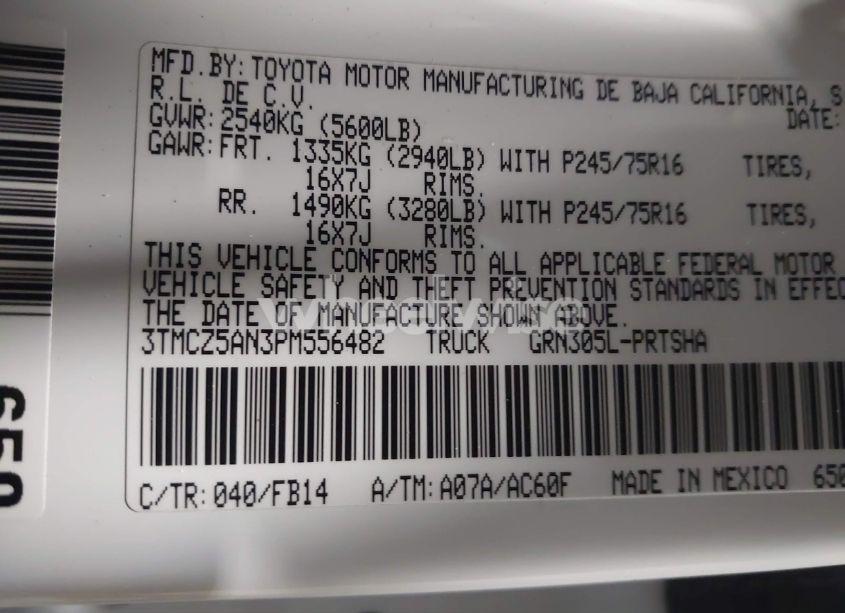 MFD.BY: TOYOTA MOTOR MANUFACTURING DE BAJA CALIFORNIA, S
R.L. DE C.V.
DATE:
GVWR: 2540KG (5600LB)
GAWR: FRT. 1335KG (2940LB) WITH P245/75R16 TIRES,
16X7J RIMS.
RR. 1490KG (3280LB) WITH P245/75R16 TIRES,
16X7J RIMS.
THIS VEHICLE CONFORMS TO ALL APPLICABLE FEDERAL MOTOR
VEHICLE SAFETY AND THEFT PREVENTION STANDARDS IN EFFEC
THE DATE OF MANUFACTURE SHOWN ABOVE.
3TMCZ5AN3PM556482 TRUCK GRN305L-PRTSHA
C/TR: 040/FB14 A/TM: A07A/AC60F MADE IN MEXICO 650
650